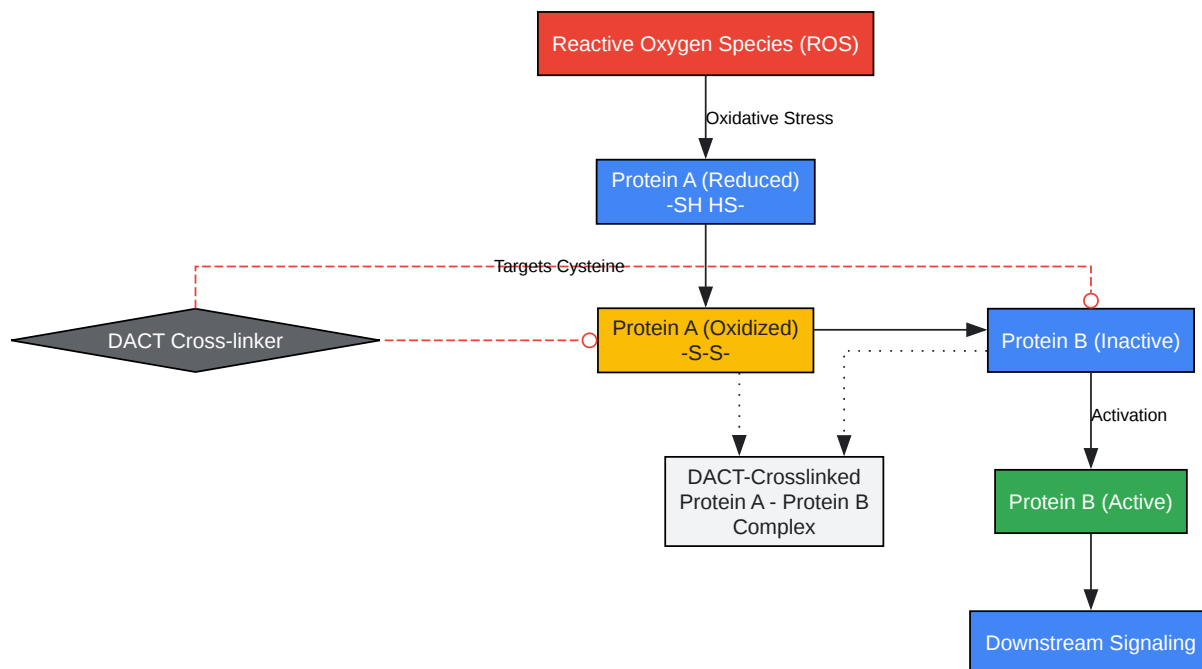 Reactive Oxygen Species (ROS)
Oxidative Stress
Protein A (Reduced)
-SH HS-
Targets Cysteine
DACT Cross-linker
Protein A (Oxidized)
-S-S-
Protein B (Inactive)
Activation
DACT-Crosslinked
Protein A - Protein B
Complex
Protein B (Active)
Downstream Signaling